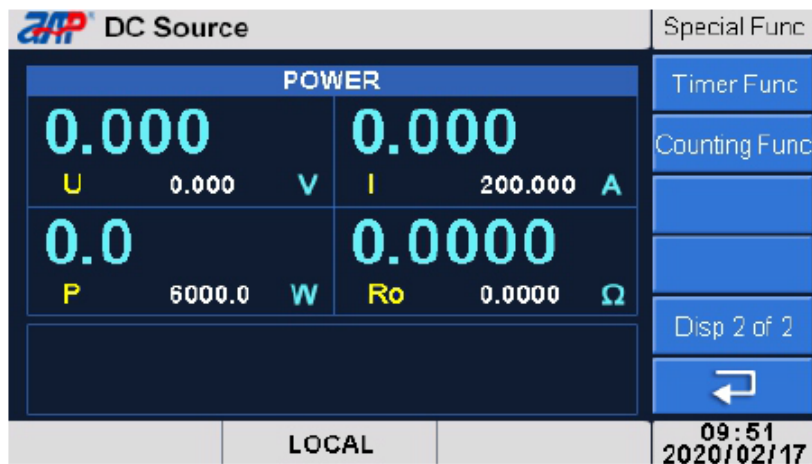 DC Source
Special Func
POWER
0.000
0.000
U 0.000 V
I 200.000 A
0.0
0.0000
P 6000.0 W
Ro 0.0000 Ω
Timer Func
Counting Func
Disp 2 of 2
LOCAL
09:51
2020/02/17